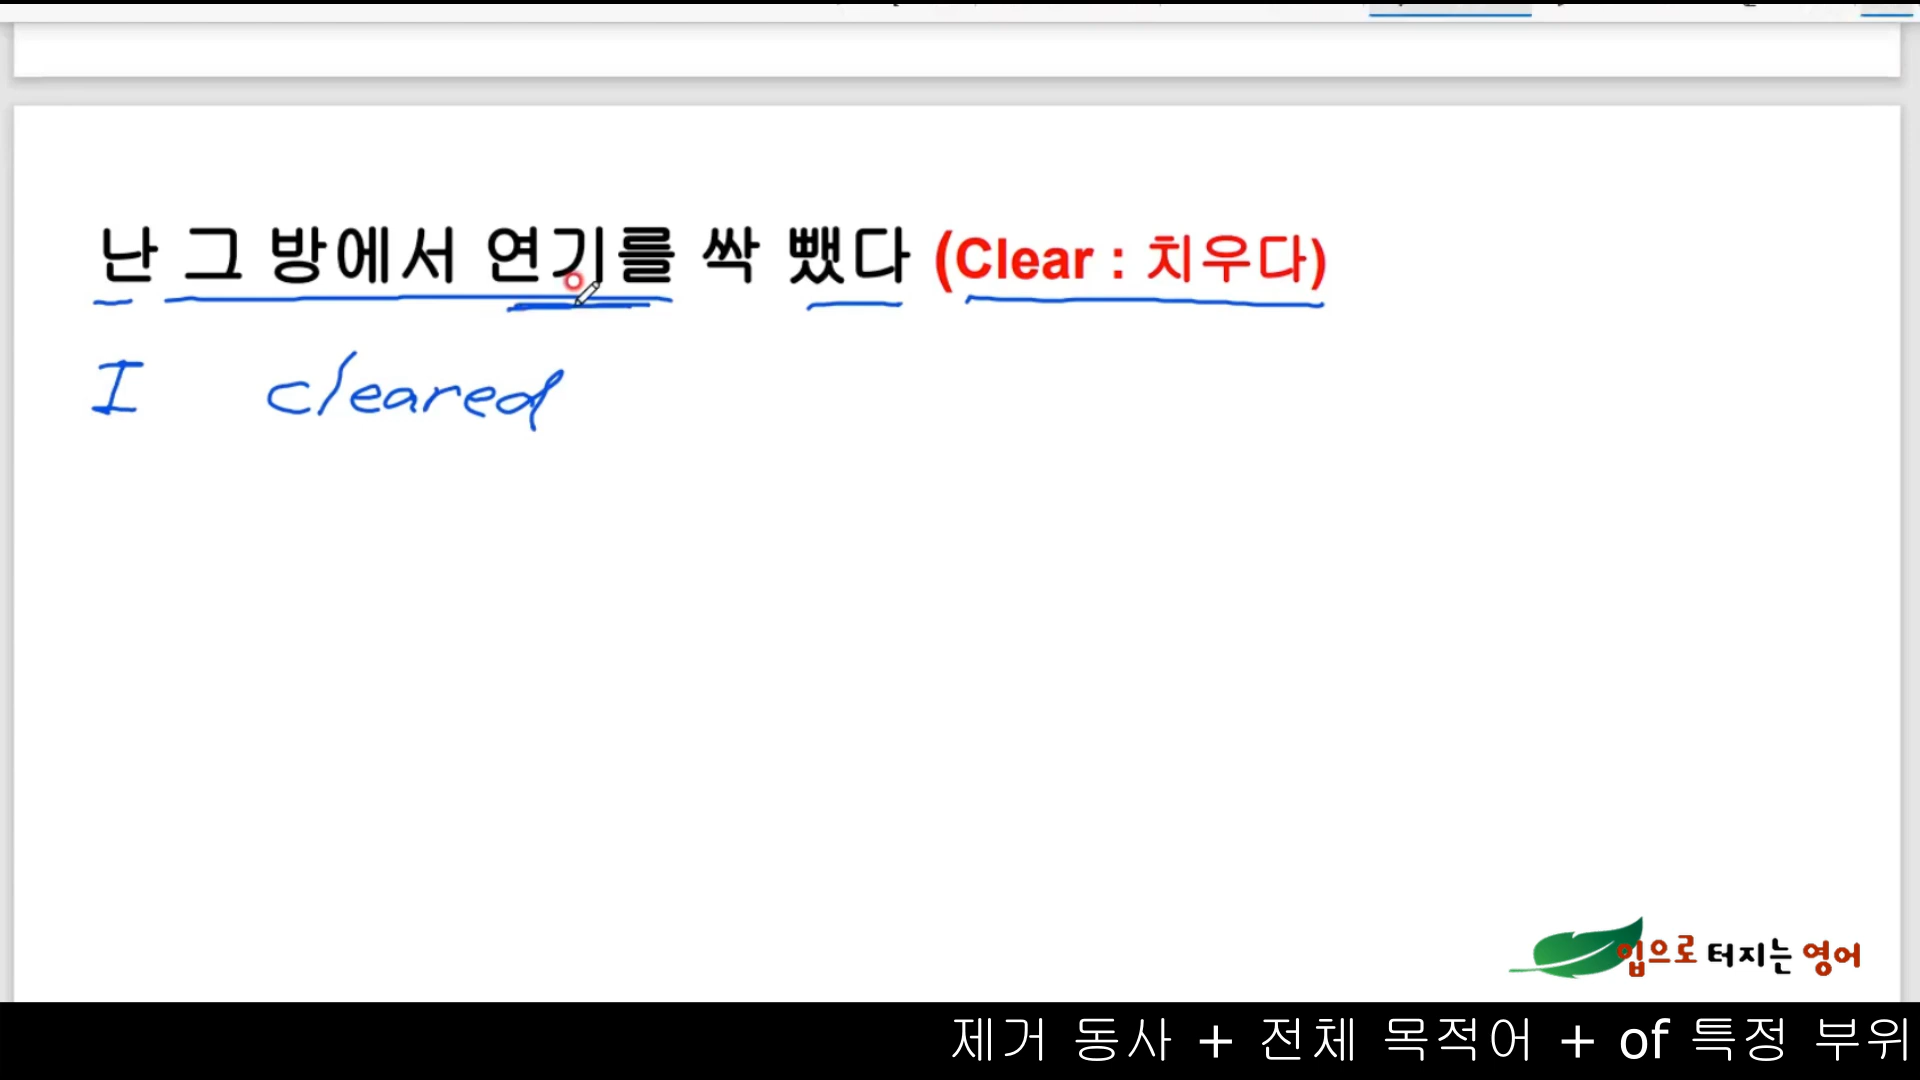 난 그 방에서 연기를 싹 뺐다 (Clear : 치우다)
I cleared
입으로 터지는 영어
제거 동사 + 전체 목적어 + of 특정 부위